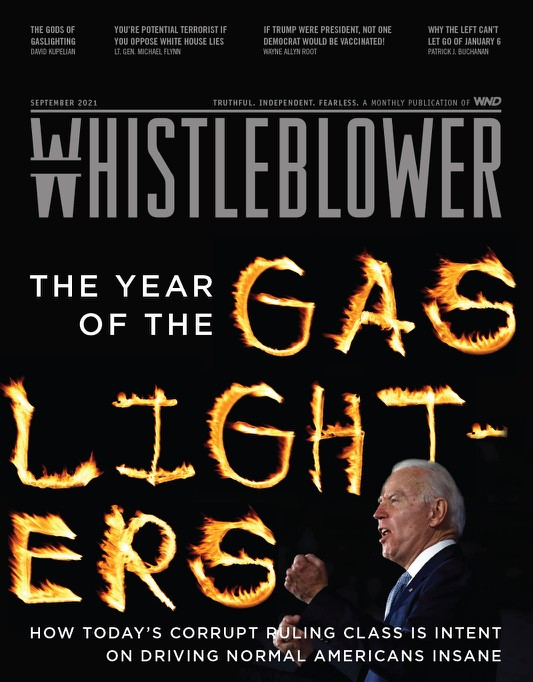 THE GODS OF
GASLIGHTING
DAVID KUPELIAN
YOU'RE POTENTIAL TERRORIST IF
YOU OPPOSE WHITE HOUSE LIES
LT. GEN. MICHAEL FLYNN
IF TRUMP WERE PRESIDENT, NOT ONE
DEMOCRAT WOULD BE VACCINATED!
WAYNE ALLYN ROOT
WHY THE LEFT CAN'T
LET GO OF JANUARY 6
PATRICK J. BUCHANAN
SEPTEMBER 2021
TRUTHFUL. INDEPENDENT. FEARLESS. A MONTHLY PUBLICATION OF WND
WHISTLEBLOWER
THE YEAR
OF THE
GAS
LIGHT-
ERS
HOW TODAY'S CORRUPT RULING CLASS IS INTENT
ON DRIVING NORMAL AMERICANS INSANE